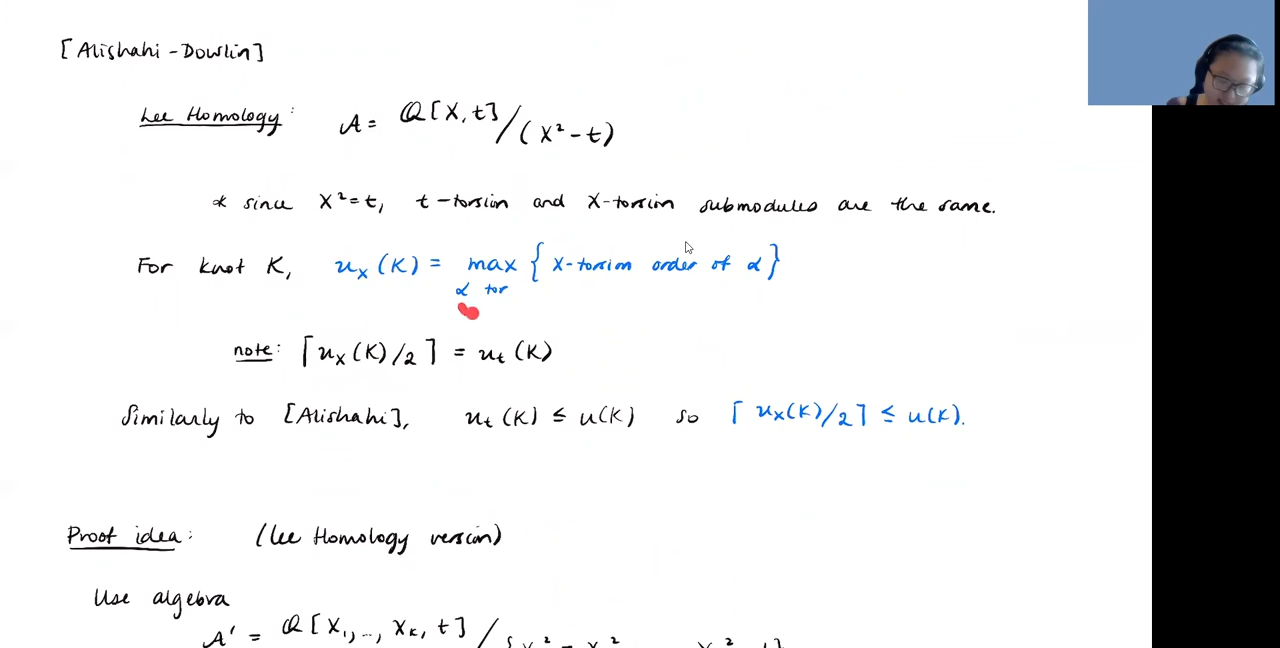 [Alishahi - Dowlin]
Lee Homology: A = Q[X, t] / (X² - t)
* since X² = t, t-torsion and X-torsion submodules are the same.
For knot K, u_X(K) = max { X-torsion order of α }
α tor
note: ⌈u_X(K)/2⌉ = u_t(K)
Similarly to [Alishahi], u_t(K) ≤ u(K) so ⌈u_X(K)/2⌉ ≤ u(K).
Proof idea: (Lee Homology version)
Use algebra
A' = Q[X₁, ..., X_k, t] /